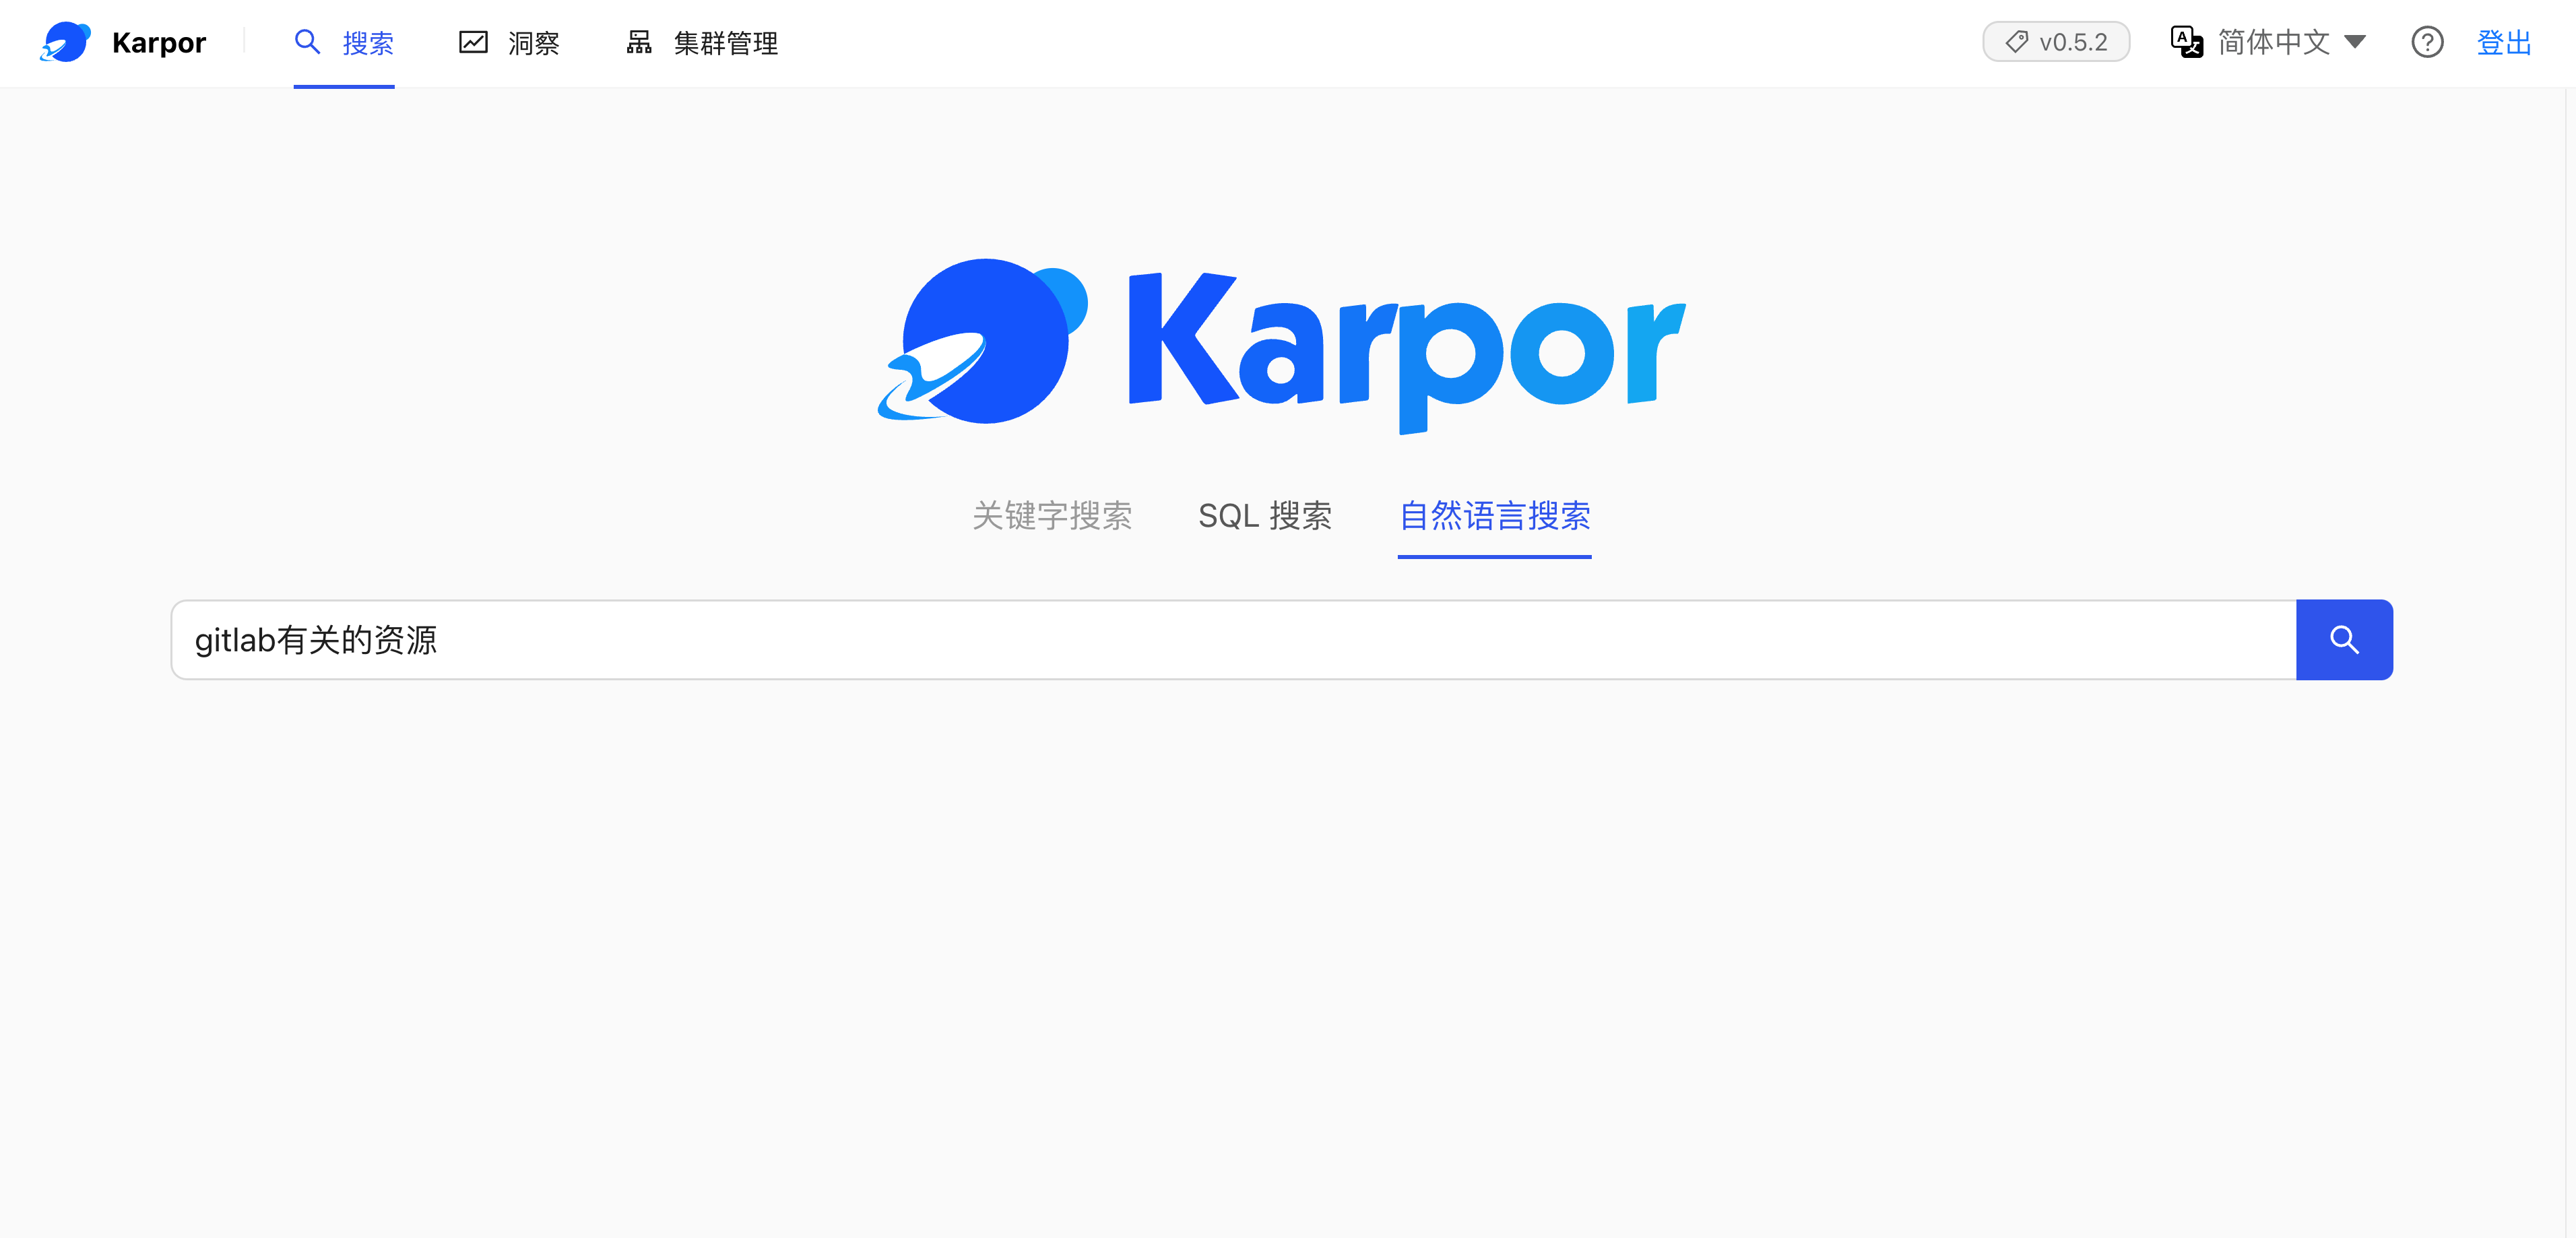 Karpor 搜索 洞察 集群管理 v0.5.2 A文 简体中文 ? 登出
Karpor
关键字搜索 SQL 搜索 自然语言搜索
gitlab有关的资源